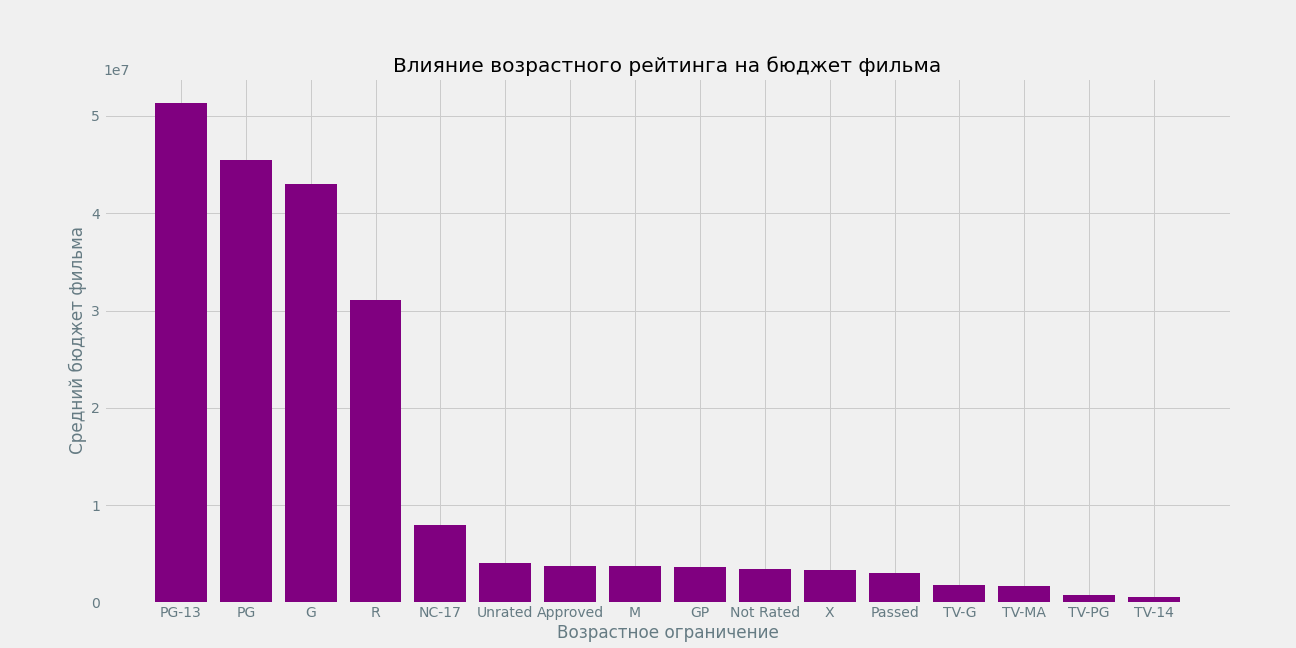 Влияние возрастного рейтинга на бюджет фильма
1e7
5
4
3
2
1
0
Средний бюджет фильма
PG-13 PG G R NC-17 Unrated Approved M GP Not Rated X Passed TV-G TV-MA TV-PG TV-14
Возрастное ограничение